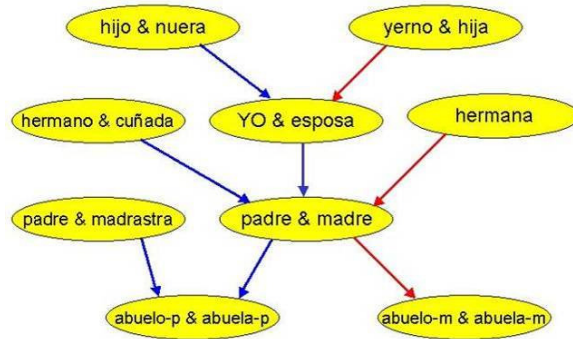 hijo & nuera
yerno & hija
hermano & cuñada
YO & esposa
hermana
padre & madrastra
padre & madre
abuelo-p & abuela-p
abuelo-m & abuela-m